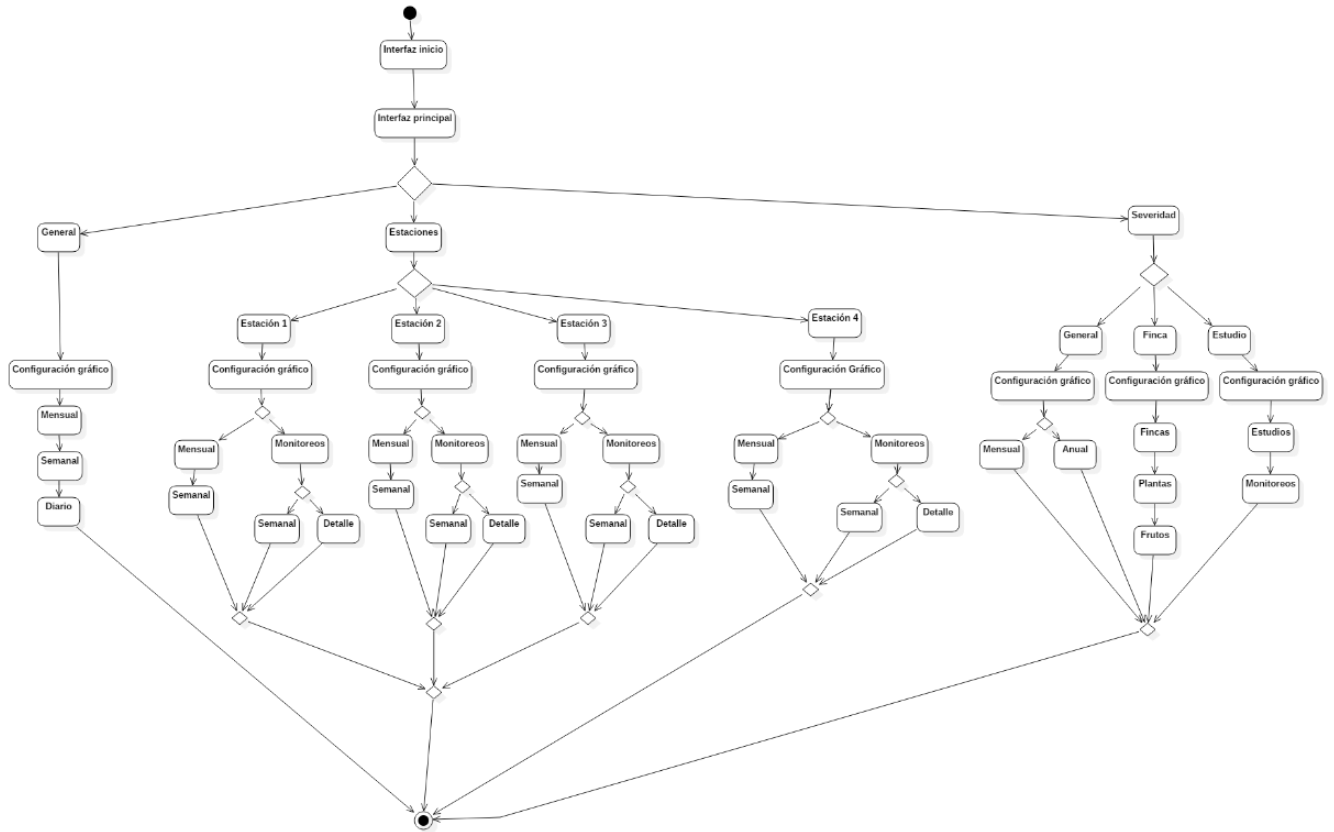 Interfaz inicio
Interfaz principal
General
Estaciones
Severidad
Estación 1
Estación 2
Estación 3
Estación 4
General
Finca
Estudio
Configuración gráfico
Configuración gráfico
Configuración gráfico
Configuración gráfico
Configuración Gráfico
Configuración gráfico
Configuración gráfico
Configuración gráfico
Mensual
Mensual
Monitoreos
Mensual
Monitoreos
Mensual
Monitoreos
Mensual
Monitoreos
Mensual
Anual
Fincas
Estudios
Semanal
Semanal
Semanal
Semanal
Semanal
Plantas
Monitoreos
Diario
Semanal
Detalle
Semanal
Detalle
Semanal
Detalle
Semanal
Detalle
Frutos